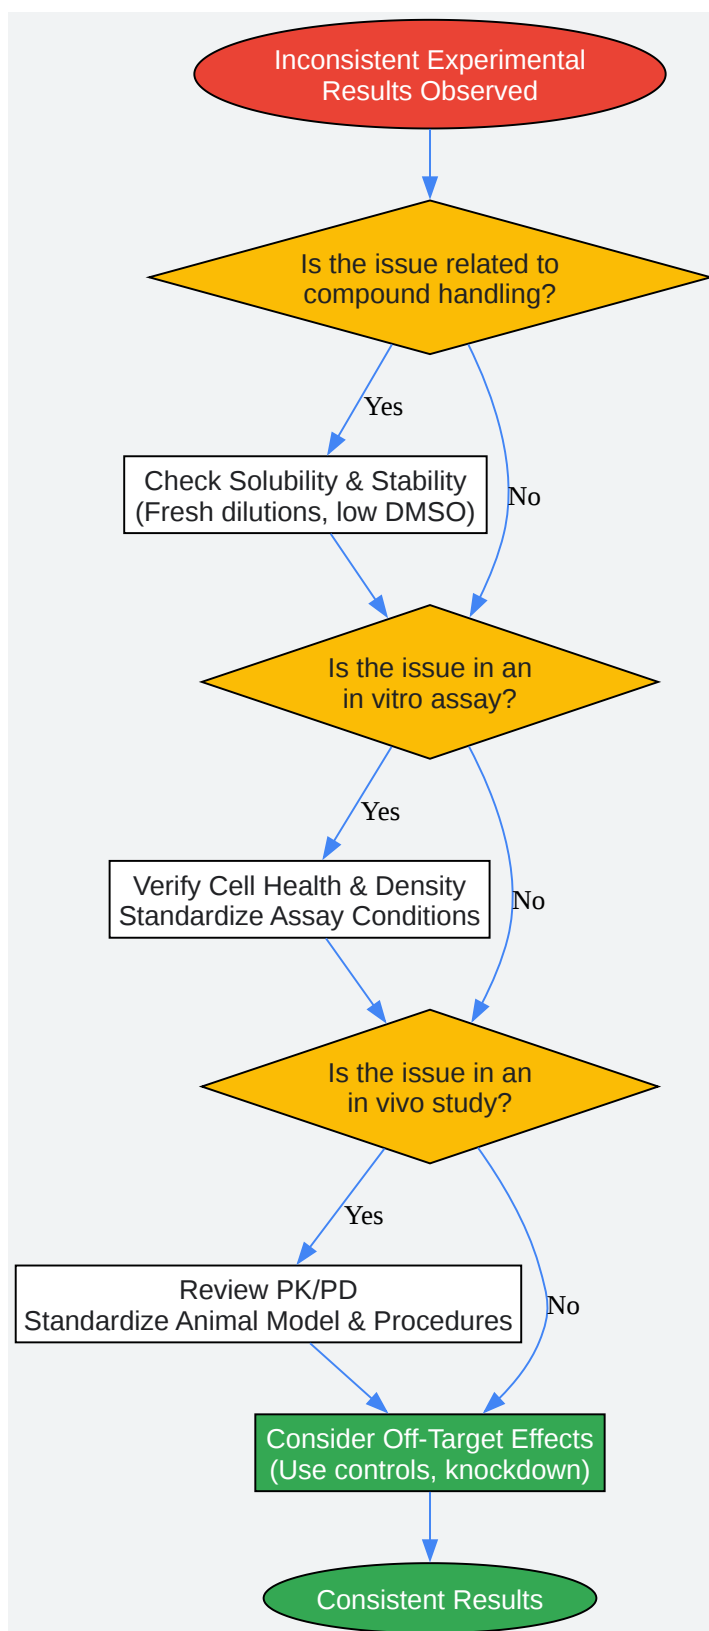 Inconsistent Experimental
Results Observed
Is the issue related to
compound handling?
Yes
Check Solubility & Stability
(Fresh dilutions, low DMSO)
No
Is the issue in an
in vitro assay?
Yes
Verify Cell Health & Density
Standardize Assay Conditions
No
Is the issue in an
in vivo study?
Yes
Review PK/PD
Standardize Animal Model & Procedures
No
Consider Off-Target Effects
(Use controls, knockdown)
Consistent Results